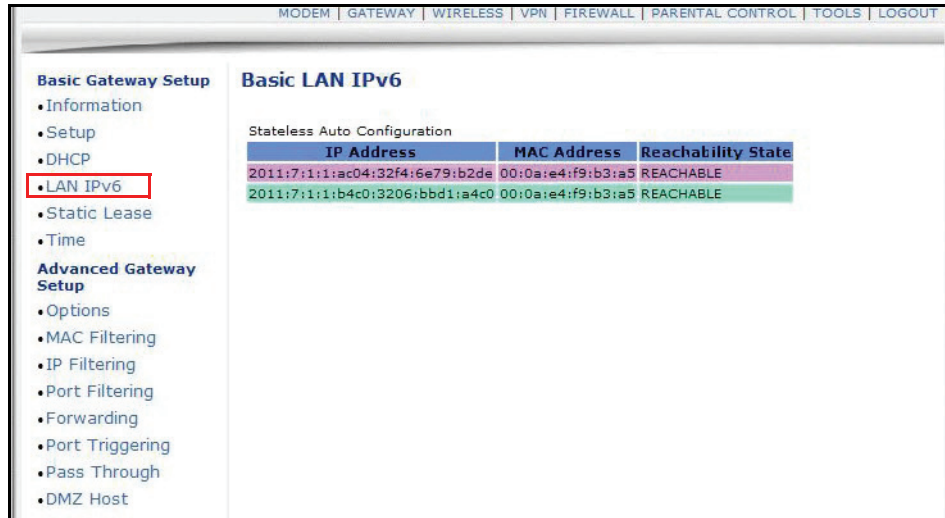 MODEM | GATEWAY | WIRELESS | VPN | FIREWALL | PARENTAL CONTROL | TOOLS | LOGOUT
Basic Gateway Setup
Information
Setup
DHCP
LAN IPv6
Static Lease
Time
Advanced Gateway
Setup
Options
MAC Filtering
IP Filtering
Port Filtering
Forwarding
Port Triggering
Pass Through
DMZ Host
Basic LAN IPv6
Stateless Auto Configuration
IP Address MAC Address Reachability State
2011:7:1:1:ac04:32f4:6e79:b2de 00:0a:e4:f9:b3:a5 REACHABLE
2011:7:1:1:b4c0:3206:bbd1:a4c0 00:0a:e4:f9:b3:a5 REACHABLE